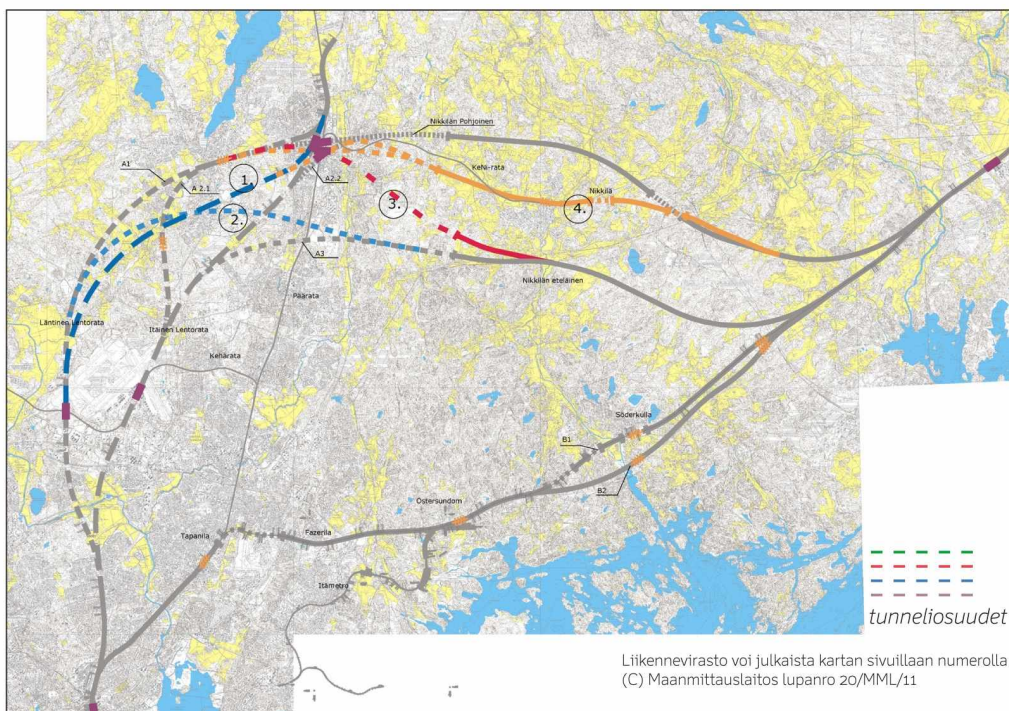 Nikkilän Pohjoinen
A1
A 2.1
1.
A2.2
KeNi-rata
Nikkilä
3.
4.
2.
A3
Nikkilän eteläinen
Päärata
Läntinen Lentorata
Itäinen Lentorata
Kehärata
Söderkulla
B1
B2
Östersundom
Tapanila
Fazerila
Itämetro
tunneliosuudet
Liikennevirasto voi julkaista kartan sivuillaan numerolla
(C) Maanmittauslaitos lupanro 20/MML/11